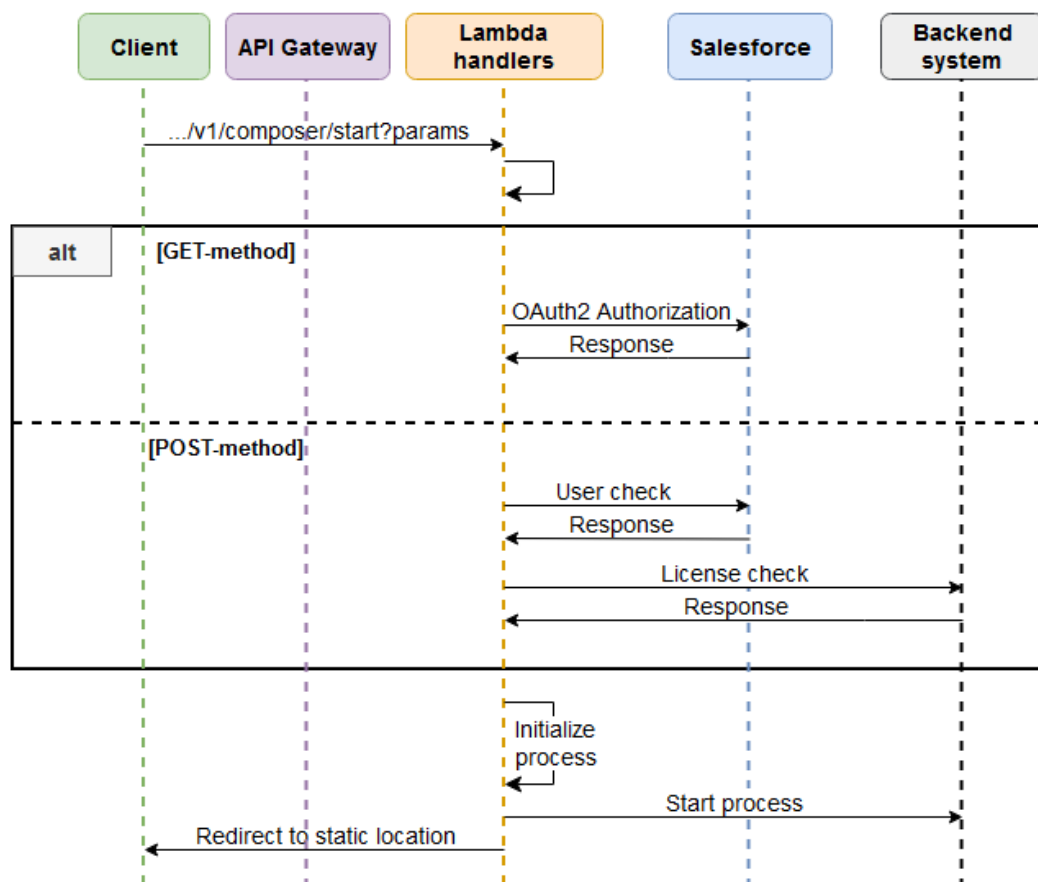 Client
API Gateway
Lambda
handlers
Salesforce
Backend
system
.../v1/composer/start?params
alt
[GET-method]
OAuth2 Authorization
Response
[POST-method]
User check
Response
License check
Response
Initialize
process
Start process
Redirect to static location